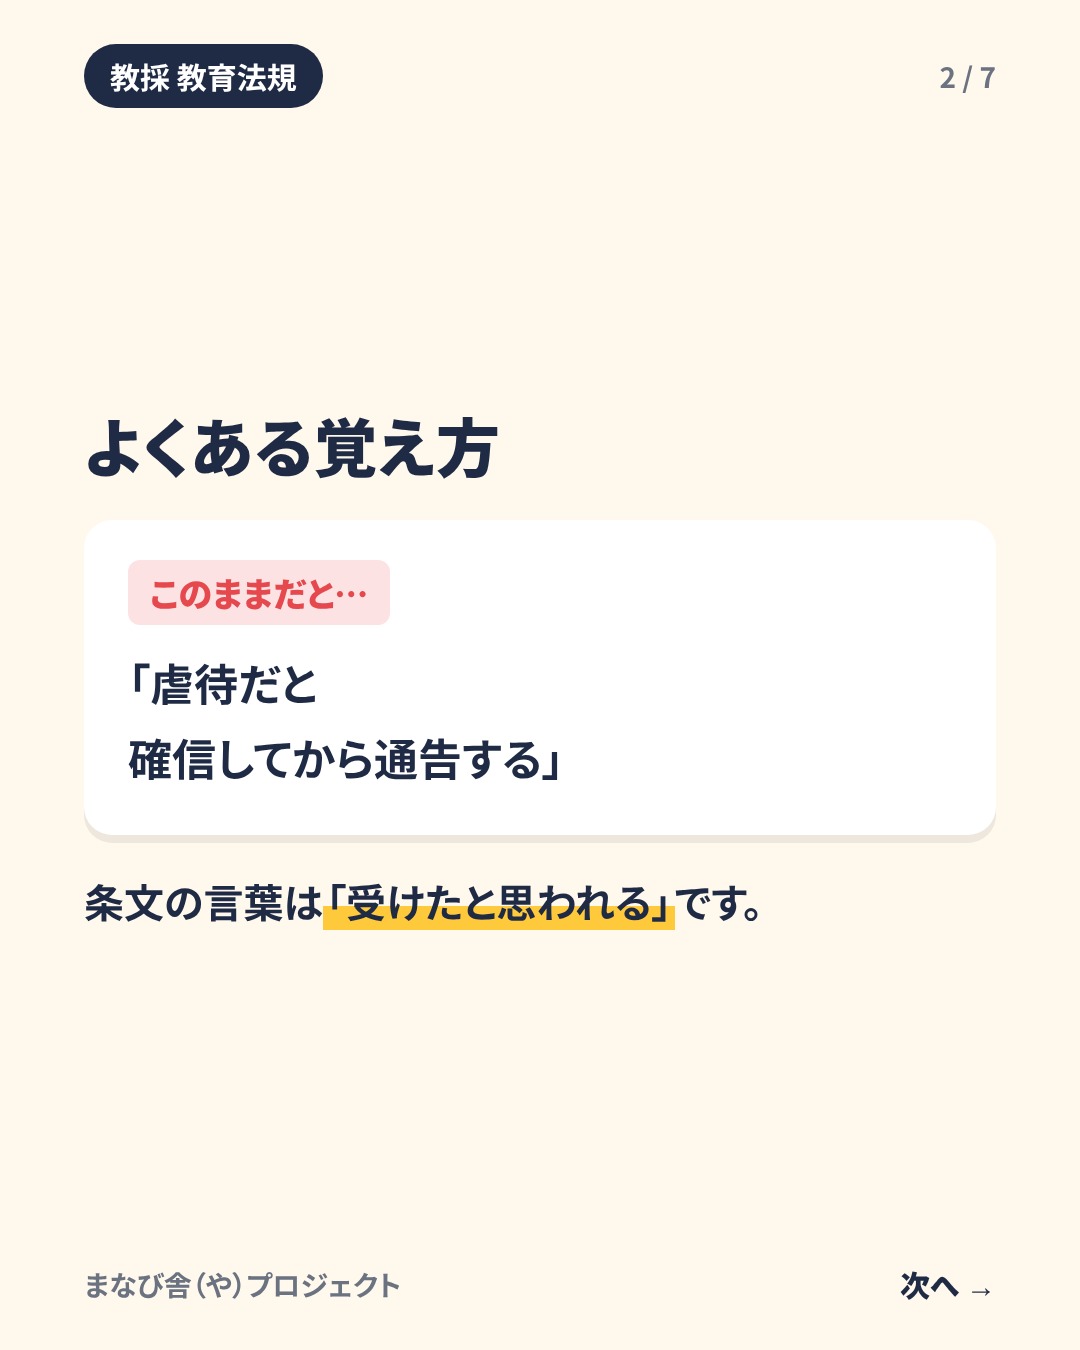 教採 教育法規
2 / 7
よくある覚え方
このままだと…
「虐待だと
確信してから通告する」
条文の言葉は「受けたと思われる」です。
まなび舎（や）プロジェクト
次へ →